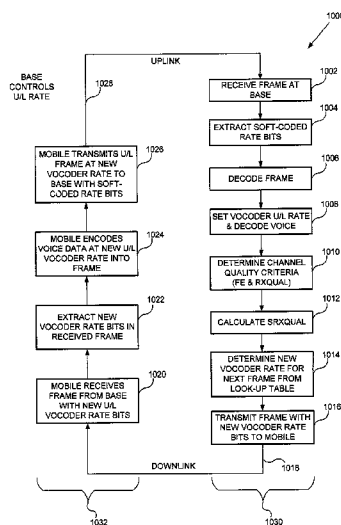 1000
UPLINK
BASE
CONTROLS
U/L RATE
1028
RECEIVE FRAME AT
BASE
1002
EXTRACT SOFT-CODED
RATE BITS
1004
DECODE FRAME
1006
SET VOCODER U/L RATE
& DECODE VOICE
1008
DETERMINE CHANNEL
QUALITY CRITERIA
(FE & RXQUAL)
1010
CALCULATE SRXQUAL
1012
DETERMINE NEW
VOCODER RATE FOR
NEXT FRAME FROM
LOOK-UP TABLE
1014
TRANSMIT FRAME WITH
NEW VOCODER RATE
BITS TO MOBILE
1016
1018
DOWNLINK
MOBILE RECEIVES
FRAME FROM BASE
WITH NEW U/L
VOCODER RATE BITS
1020
EXTRACT NEW
VOCODER RATE BITS IN
RECEIVED FRAME
1022
MOBILE ENCODES
VOICE DATA AT NEW U/L
VOCODER RATE INTO
FRAME
1024
MOBILE TRANSMITS U/L
FRAME AT NEW
VOCODER RATE TO
BASE WITH SOFT-
CODED RATE BITS
1026
1032
1030